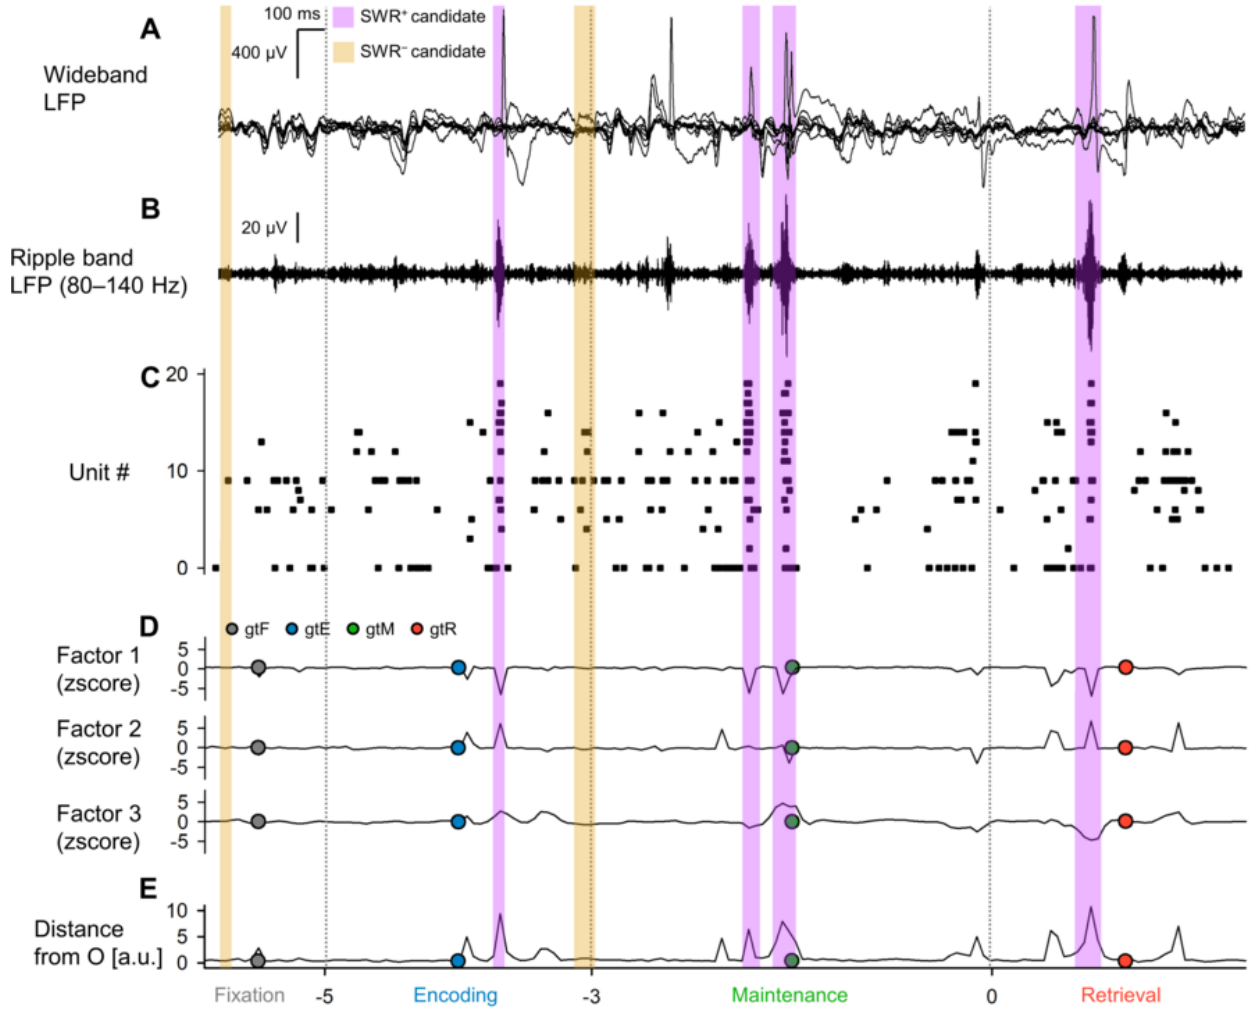 A
100 ms
400 µV
SWR⁺ candidate
SWR⁻ candidate
Wideband
LFP
B
20 µV
Ripple band
LFP (80–140 Hz)
C
20
10
0
Unit #
D
gtF
gtE
gtM
gtR
Factor 1
(zscore)
5
0
-5
Factor 2
(zscore)
5
0
-5
Factor 3
(zscore)
5
0
-5
E
Distance
from O [a.u.]
10
5
0
Fixation
-5
Encoding
-3
Maintenance
0
Retrieval